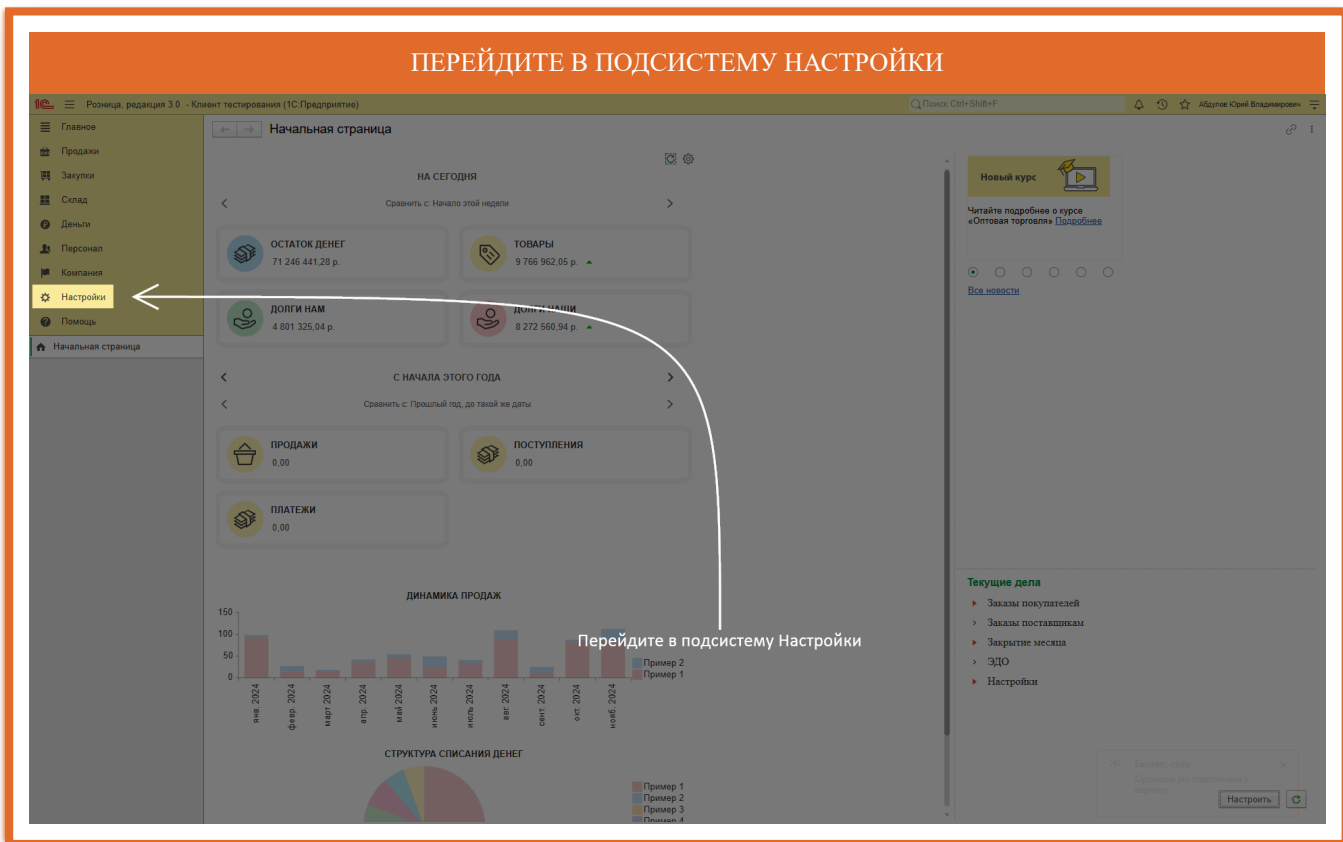 ПЕРЕЙДИТЕ В ПОДСИСТЕМУ НАСТРОЙКИ
1С Розница, редакция 3.0 - Клиент тестирования (1С:Предприятие)
Поиск Ctrl+Shift+F
Абдулов Юрий Владимирович
Главное
Продажи
Закупки
Склад
Деньги
Персонал
Компания
Настройки
Помощь
Начальная страница
Начальная страница
НА СЕГОДНЯ
Сравнить с: Начало этой недели
ОСТАТОК ДЕНЕГ
71 246 441,28 р.
ТОВАРЫ
9 766 962,05 р.
ДОЛГИ НАМ
4 801 325,04 р.
ДОЛГИ НАШИ
8 272 560,94 р.
С НАЧАЛА ЭТОГО ГОДА
Сравнить с: Прошлый год, до такой же даты
ПРОДАЖИ
0,00
ПОСТУПЛЕНИЯ
0,00
ПЛАТЕЖИ
0,00
ДИНАМИКА ПРОДАЖ
150
100
50
0
янв. 2024
февр. 2024
март 2024
апр. 2024
май 2024
июнь 2024
июль 2024
авг. 2024
сент. 2024
окт. 2024
нояб. 2024
Перейдите в подсистему Настройки
Пример 2
Пример 1
СТРУКТУРА СПИСАНИЯ ДЕНЕГ
Пример 1
Пример 2
Пример 3
Пример 4
Новый курс
Читайте подробнее о курсе
«Оптовая торговля» Подробнее
Все новости
Текущие дела
Заказы покупателей
Заказы поставщикам
Закрытие месяца
ЭДО
Настройки
Бизнес-сеть
Настроить